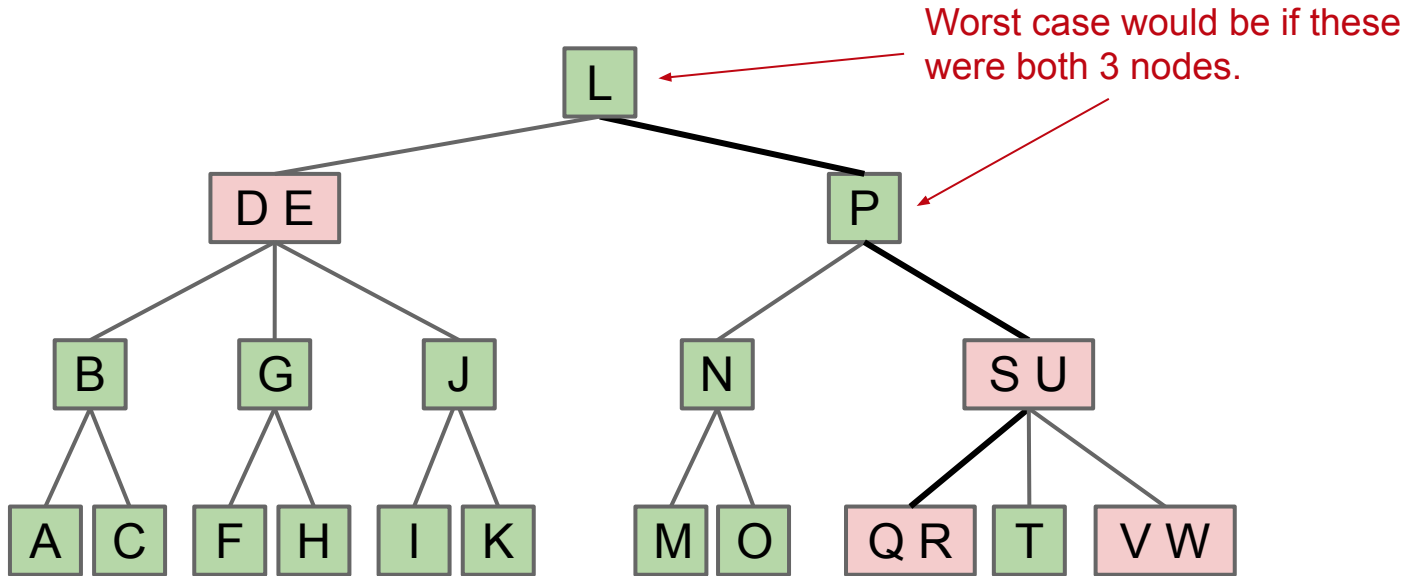 Worst case would be if these
were both 3 nodes.
L
D E
P
B
G
J
N
S U
A
C
F
H
I
K
M
O
Q R
T
V W